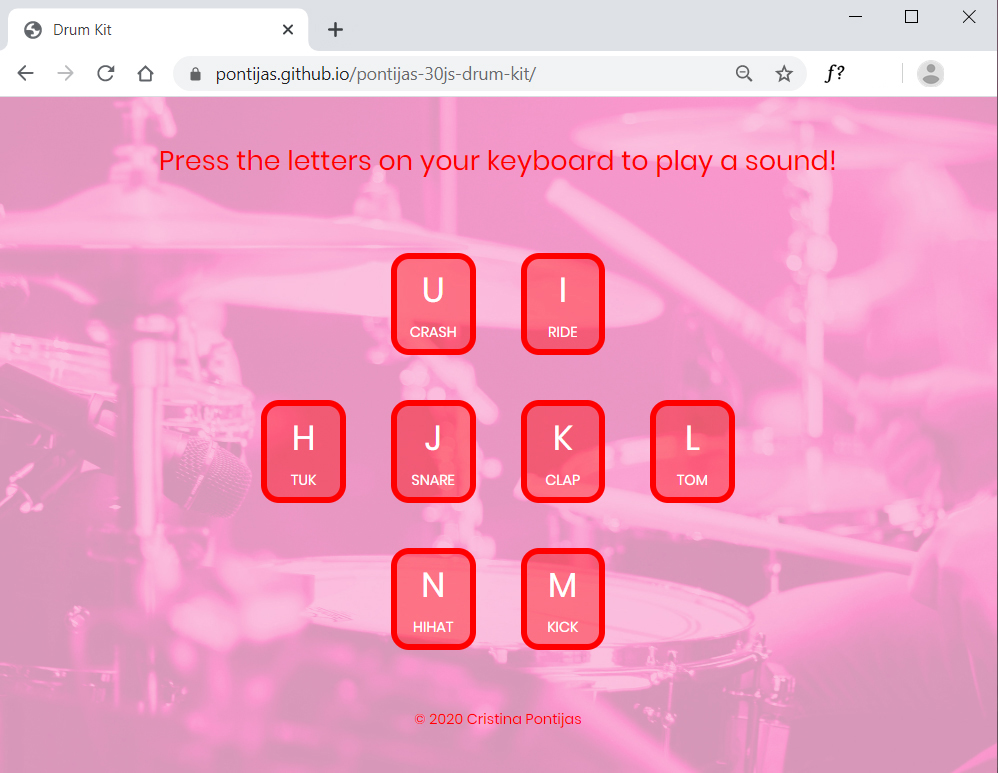 Drum Kit
pontijas.github.io/pontijas-30js-drum-kit/
f?
Press the letters on your keyboard to play a sound!
U
CRASH
I
RIDE
H
TUK
J
SNARE
K
CLAP
L
TOM
N
HIHAT
M
KICK
© 2020 Cristina Pontijas